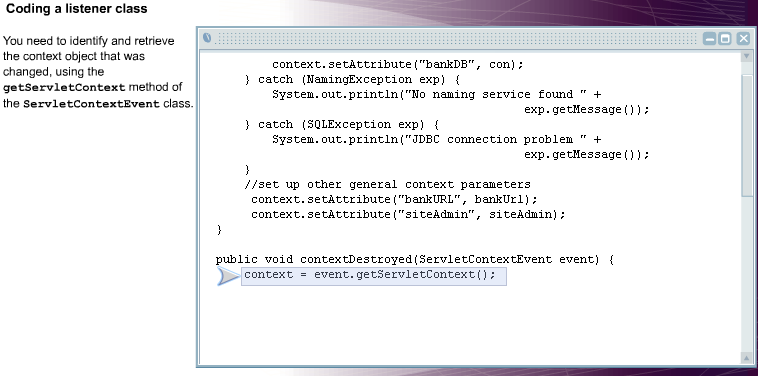 Coding a listener class
You need to identify and retrieve
the context object that was
changed, using the
getServletContext method of
the ServletContextEvent class.
context.setAttribute("bankDB", con);
} catch (NamingException exp) {
System.out.println("No naming service found " +
exp.getMessage());
} catch (SQLException exp) {
System.out.println("JDBC connection problem " +
exp.getMessage());
}
//set up other general context parameters
context.setAttribute("bankURL", bankUrl);
context.setAttribute("siteAdmin", siteAdmin);
}
public void contextDestroyed(ServletContextEvent event) {
context = event.getServletContext();